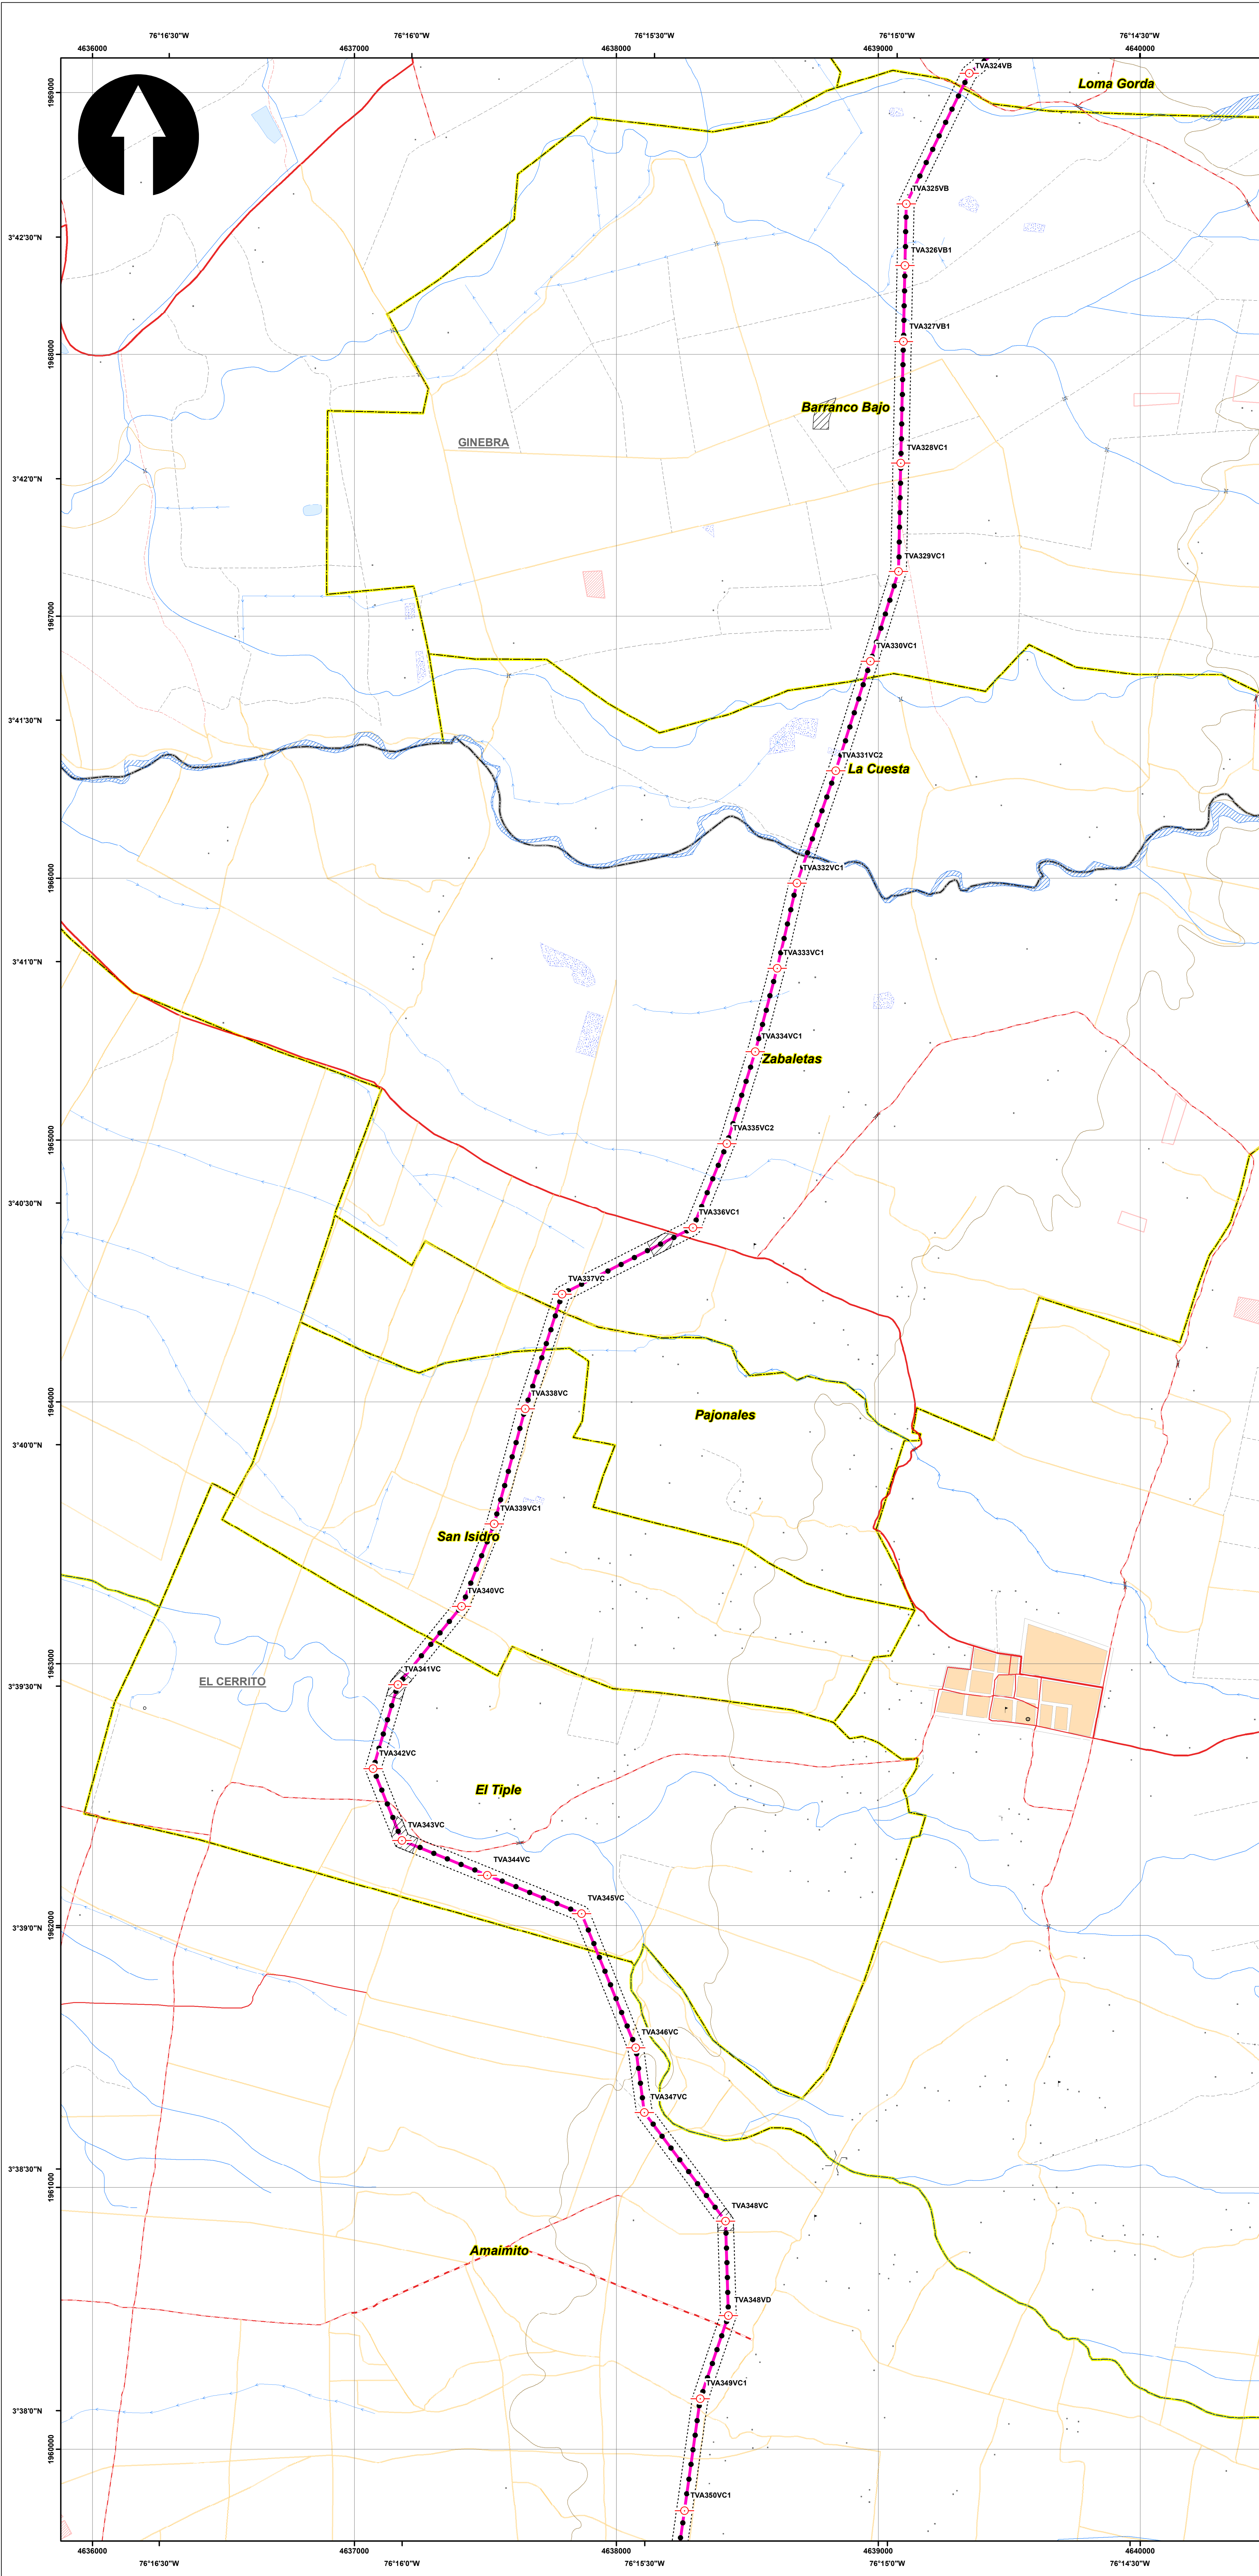 76°16'30"W 76°16'0"W 76°15'30"W 76°15'0"W 76°14'30"W
4636000 4637000 4638000 4639000 4640000
TVA324VB
Loma Gorda
1969000
TVA325VB
3°42'30"N
TVA326VB1
TVA327VB1
1968000
Barranco Bajo
GINEBRA
TVA328VC1
3°42'0"N
TVA329VC1
1967000
TVA330VC1
3°41'30"N
TVA331VC2
La Cuesta
TVA332VC1
1966000
TVA333VC1
3°41'0"N
TVA334VC1
Zabaletas
TVA335VC2
1965000
3°40'30"N
TVA336VC1
TVA337VC
TVA338VC
1964000
Pajonales
3°40'0"N
TVA339VC1
San Isidro
TVA340VC
1963000
TVA341VC
EL CERRITO
3°39'30"N
TVA342VC
El Tiple
TVA343VC
TVA344VC
TVA345VC
1962000
3°39'0"N
TVA346VC
TVA347VC
3°38'30"N
1961000
TVA348VC
Amaimito
TVA348VD
TVA349VC1
3°38'0"N
1960000
TVA350VC1
4636000 4637000 4638000 4639000 4640000
76°16'30"W 76°16'0"W 76°15'30"W 76°15'0"W 76°14'30"W